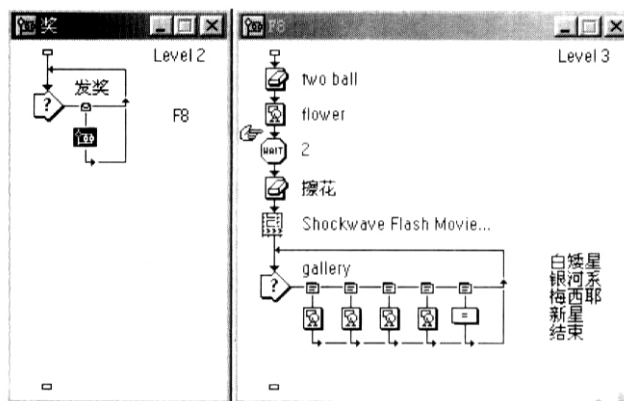 奖
Level 2
发奖
F8
F8
Level 3
two ball
flower
WAIT
2
擦花
Shockwave Flash Movie...
gallery
白矮星
银河系
梅西耶
新星
结束